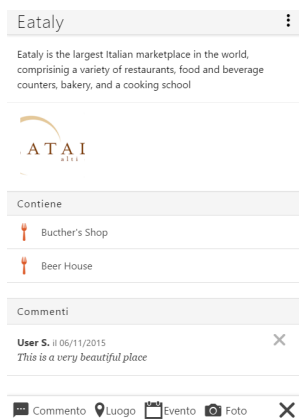 Eataly
Eataly is the largest Italian marketplace in the world,
comprisinig a variety of restaurants, food and beverage
counters, bakery, and a cooking school
ATAI
alti
Contiene
Bucther's Shop
Beer House
Commenti
User S. il 06/11/2015
This is a very beautiful place
Commento Luogo Evento Foto